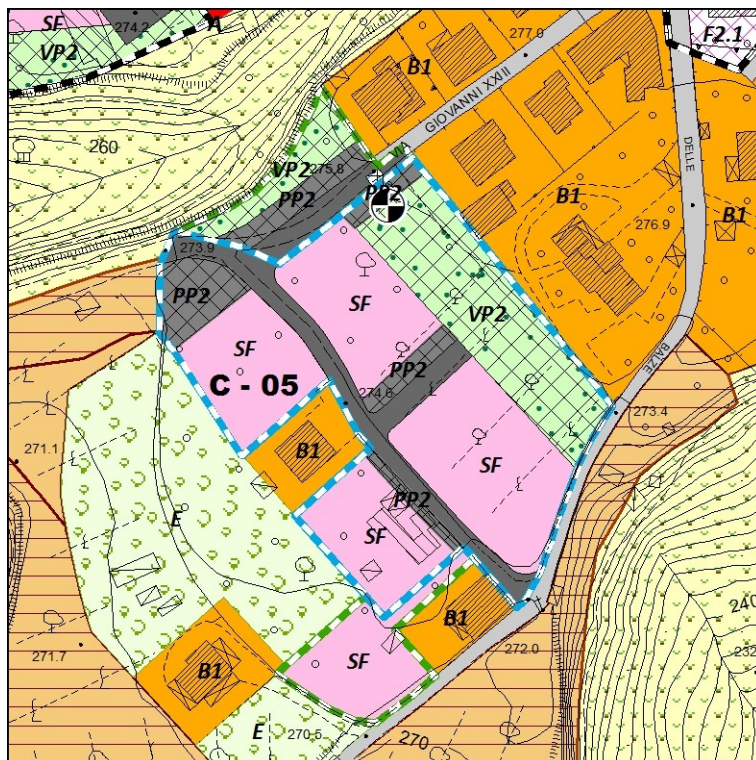 SF
274.2
A
VP2
277.0
F2.1
B1
GIOVANNI XXIII
VIA
260
DELLE
VP2
275.8
PP2
PP2
B1
B1
276.9
273.9
PP2
SF
VP2
SF
PP2
BALZE
C - 05
274.6
273.4
271.1
B1
SF
PP2
E
SF
240
B1
271.7
B1
SF
272.0
232
E
270.5
270